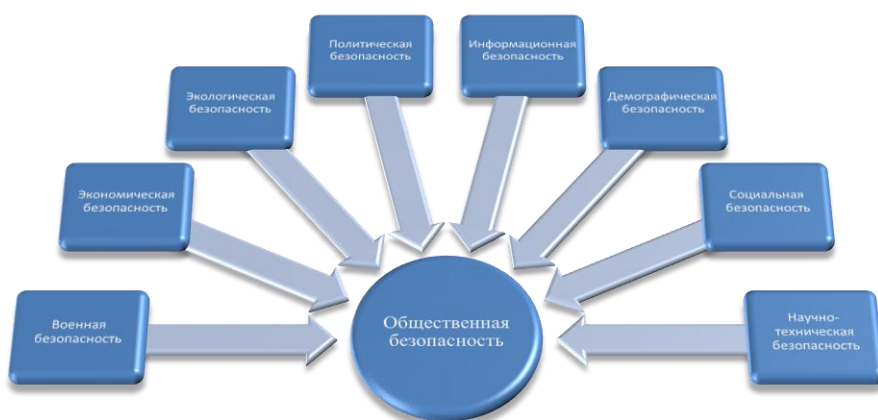 Политическая
безопасность
Информационная
безопасность
Экологическая
безопасность
Демографическая
безопасность
Экономическая
безопасность
Социальная
безопасность
Военная
безопасность
Общественная
безопасность
Научно-
техническая
безопасность